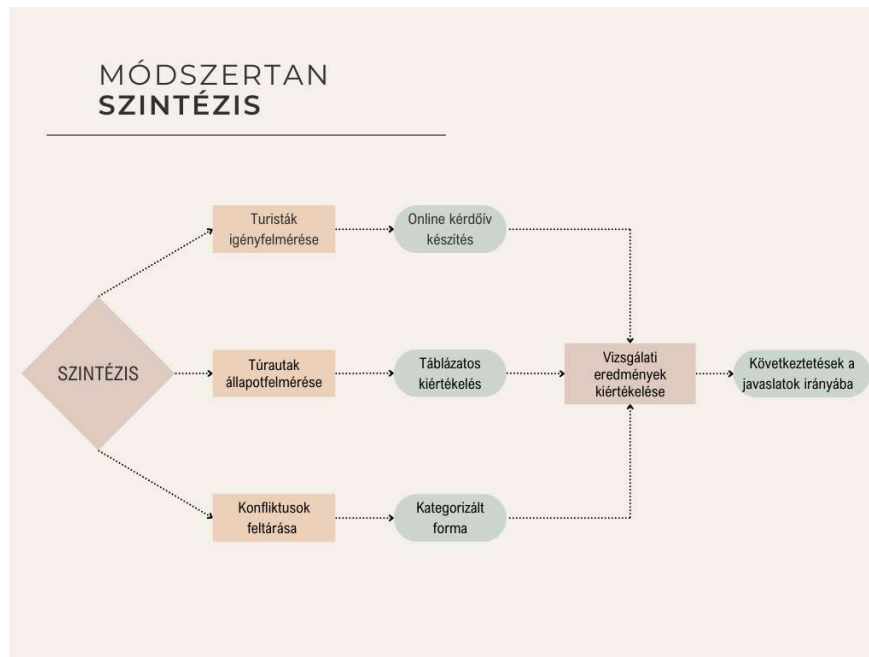 MÓDSZERTAN
SZINTÉZIS
Turisták
igényfelmérése
Online kérdőív
készítés
SZINTÉZIS
Túrautak
állapotfelmérése
Táblázatos
kiértékelés
Vizsgálati
eredmények
kiértékelése
Következtetések a
javaslatok irányába
Konfliktusok
feltárása
Kategorizált
forma